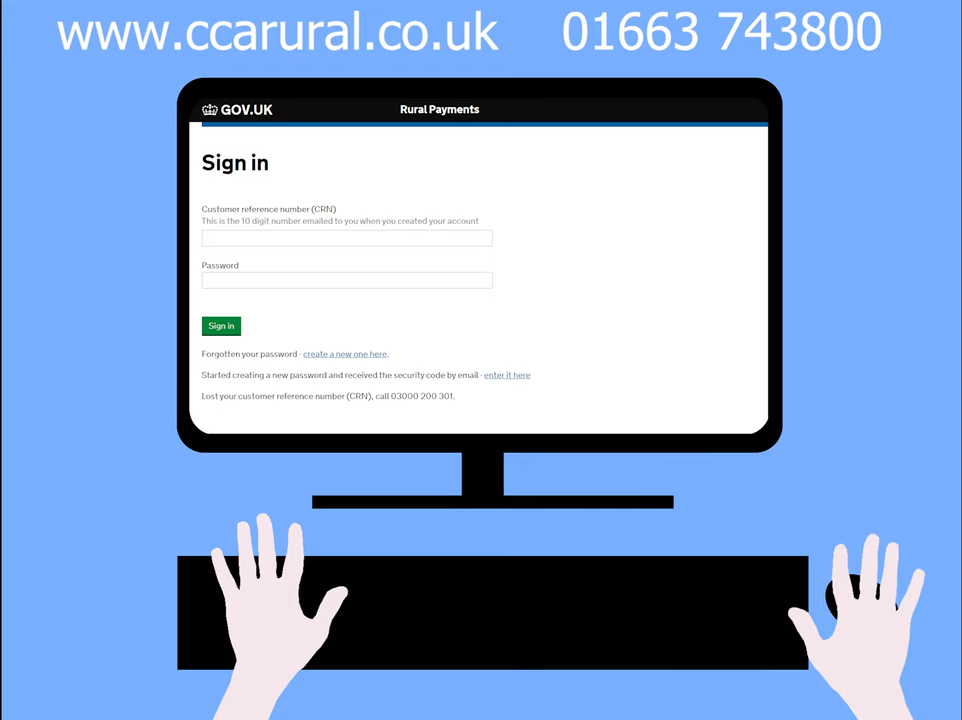 www.ccarural.co.uk 01663 743800
GOV.UK Rural Payments
Sign in
Customer reference number (CRN)
This is the 10 digit number emailed to you when you created your account
Password
Sign in
Forgotten your password - create a new one here.
Started creating a new password and received the security code by email - enter it here
Lost your customer reference number (CRN), call 03000 200 301.